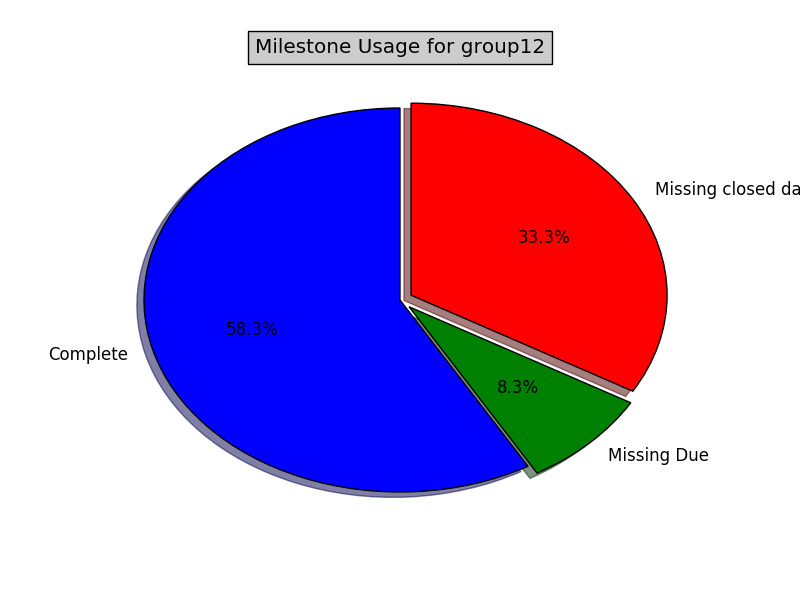 Milestone Usage for group12
Missing closed da
33.3%
58.3%
Complete
8.3%
Missing Due